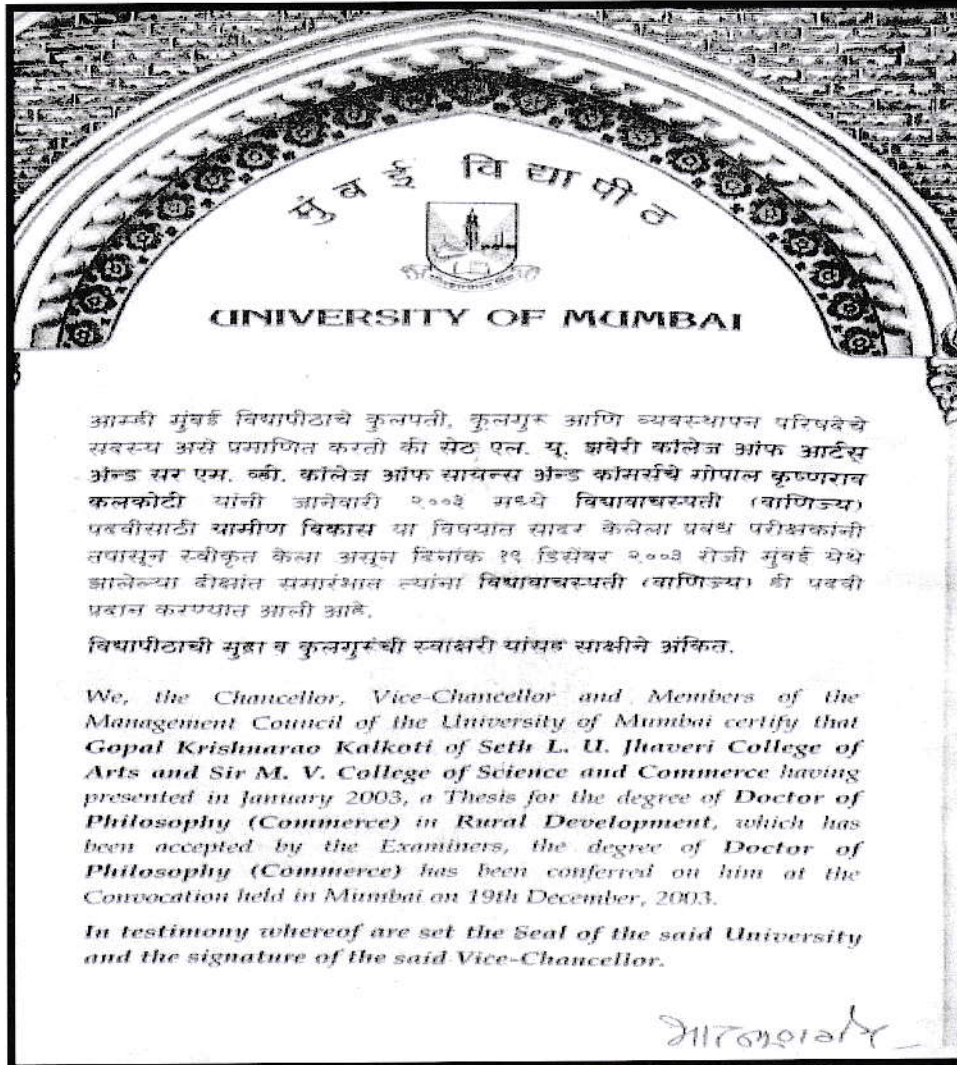 मुंबई विद्यापीठ
UNIVERSITY OF MUMBAI
आम्ही मुंबई विद्यापीठाचे कुलपती, कुलगुरू आणि व्यवस्थापन परिषदेचे
सदस्य असे प्रमाणित करतो की सेठ एल. यू. झवेरी कॉलेज ऑफ आर्टस्
ॲन्ड सर एम. व्ही. कॉलेज ऑफ सायन्स ॲन्ड कॉमर्सचे गोपाल कृष्णराव
कलकोटी यांनी जानेवारी २००३ मध्ये विद्यावाचस्पती (वाणिज्य)
पदवीसाठी ग्रामीण विकास या विषयात सादर केलेला प्रबंध परीक्षकांनी
तपासून स्वीकृत केला असून दिनांक १९ डिसेंबर २००३ रोजी मुंबई येथे
झालेल्या दीक्षांत समारंभात त्यांना विद्यावाचस्पती (वाणिज्य) ही पदवी
प्रदान करण्यात आली आहे.
विद्यापीठाची मुद्रा व कुलगुरूंची स्वाक्षरी यांसह साक्षीने अंकित.
We, the Chancellor, Vice-Chancellor and Members of the
Management Council of the University of Mumbai certify that
Gopal Krishnarao Kalkoti of Seth L. U. Jhaveri College of
Arts and Sir M. V. College of Science and Commerce having
presented in January 2003, a Thesis for the degree of Doctor of
Philosophy (Commerce) in Rural Development, which has
been accepted by the Examiners, the degree of Doctor of
Philosophy (Commerce) has been conferred on him at the
Convocation held in Mumbai on 19th December, 2003.
In testimony whereof are set the Seal of the said University
and the signature of the said Vice-Chancellor.